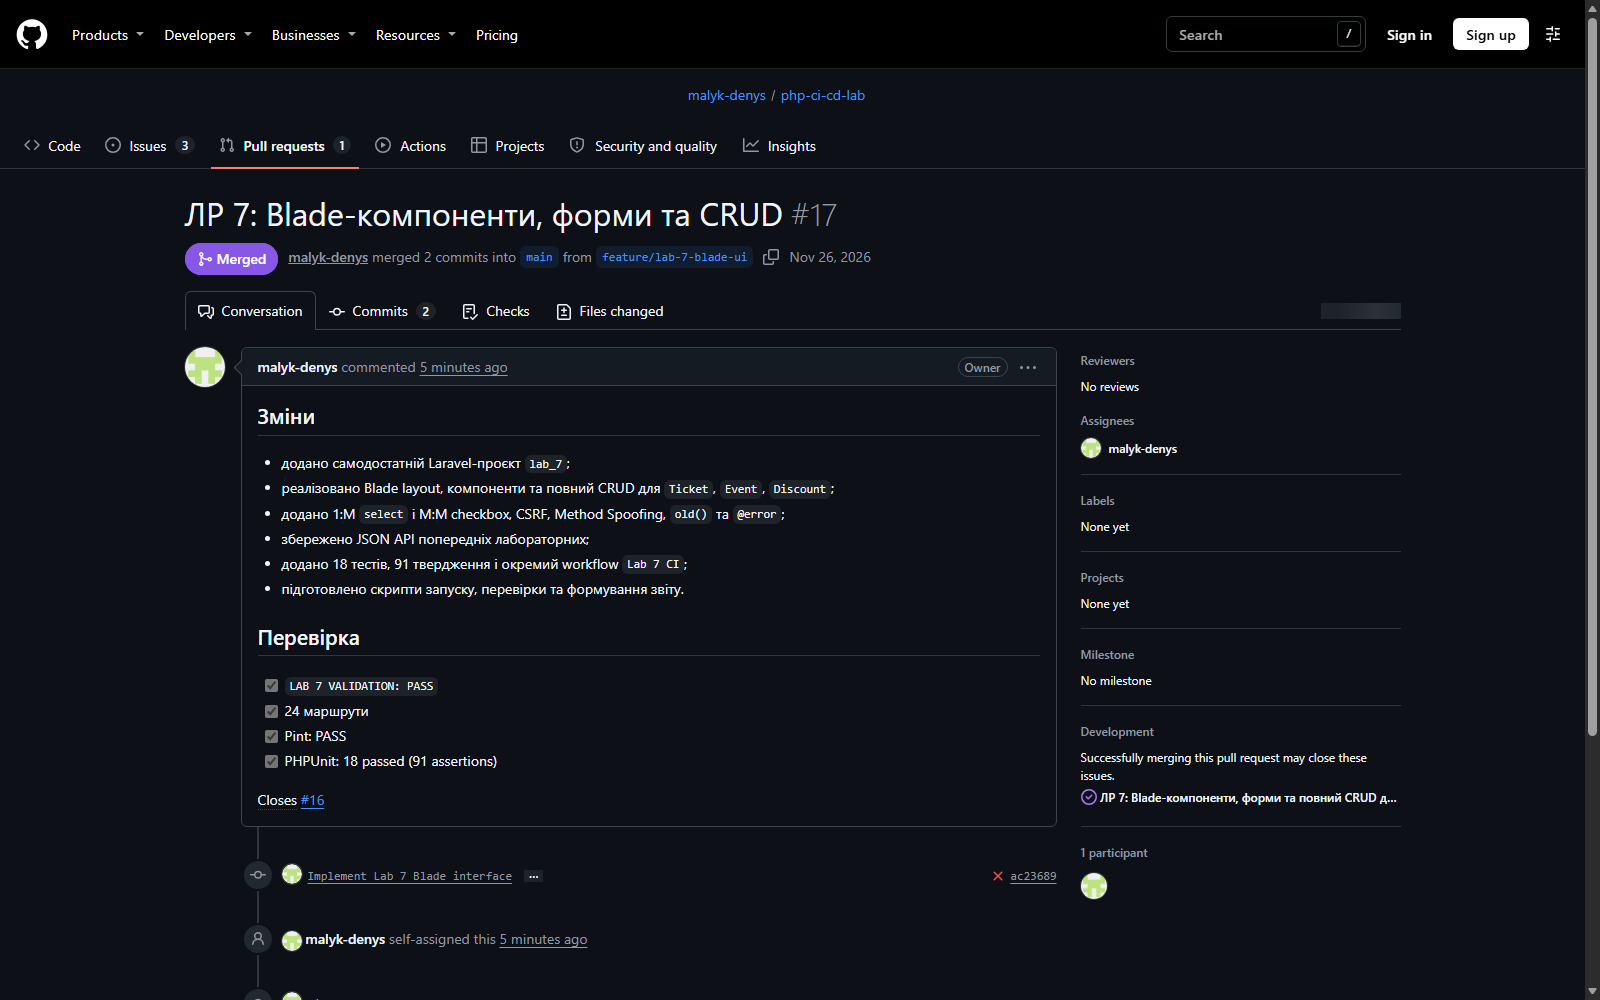 Products Developers Businesses Resources Pricing Search / Sign in Sign up
malyk-denys / php-ci-cd-lab
Code Issues 3 Pull requests 1 Actions Projects Security and quality Insights
ЛР 7: Blade-компоненти, форми та CRUD #17
Merged malyk-denys merged 2 commits into main from feature/lab-7-blade-ui Nov 26, 2026
Conversation Commits 2 Checks Files changed
malyk-denys commented 5 minutes ago Owner ...
Зміни
додано самодостатній Laravel-проєкт lab_7;
реалізовано Blade layout, компоненти та повний CRUD для Ticket, Event, Discount;
додано 1:M select і M:M checkbox, CSRF, Method Spoofing, old() та @error;
збережено JSON API попередніх лабораторних;
додано 18 тестів, 91 твердження і окремий workflow Lab 7 CI;
підготовлено скрипти запуску, перевірки та формування звіту.
Перевірка
LAB 7 VALIDATION: PASS
24 маршрути
Pint: PASS
PHPUnit: 18 passed (91 assertions)
Closes #16
Implement Lab 7 Blade interface ... ac23689
malyk-denys self-assigned this 5 minutes ago
Reviewers
No reviews
Assignees
malyk-denys
Labels
None yet
Projects
None yet
Milestone
No milestone
Development
Successfully merging this pull request may close these
issues.
ЛР 7: Blade-компоненти, форми та повний CRUD д...
1 participant